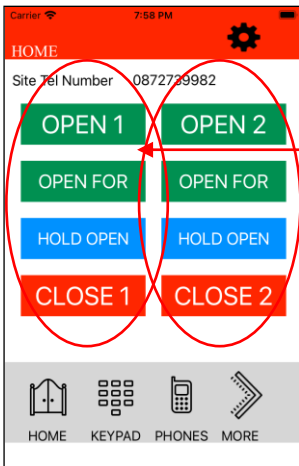 Carrier 7:58 PM
HOME
Site Tel Number 0872739982
OPEN 1 OPEN 2
OPEN FOR OPEN FOR
HOLD OPEN HOLD OPEN
CLOSE 1 CLOSE 2
HOME KEYPAD PHONES MORE